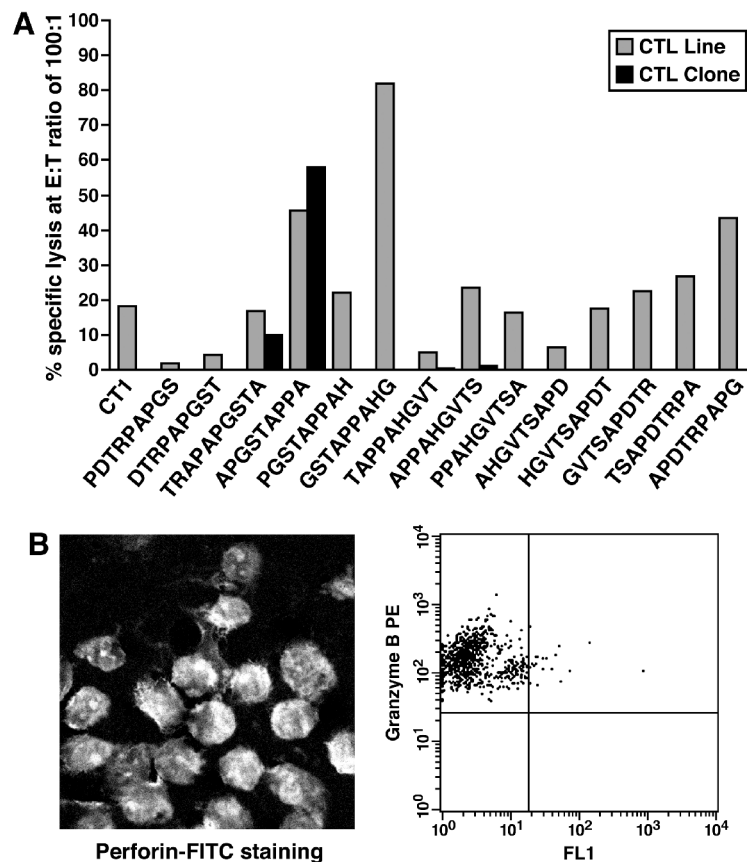 A
% specific lysis at E:T ratio of 100:1
100
90
80
70
60
50
40
30
20
10
0
CTL Line
CTL Clone
CT1
PDTRPAPGS
DTRPAPGST
TRAPAPGSTA
APGSTAPPA
PGSTAPPAH
GSTAPPAHG
TAPPAHGVT
APPAHGVTS
PPAHGVTSA
AHGVTSAPD
HGVTSAPDT
GVTSAPDTR
TSAPDTRPA
APDTRPAPG
B
Perforin-FITC staining
Granzyme B PE
10⁴
10³
10²
10¹
10⁰
10⁰ 10¹ 10² 10³ 10⁴
FL1